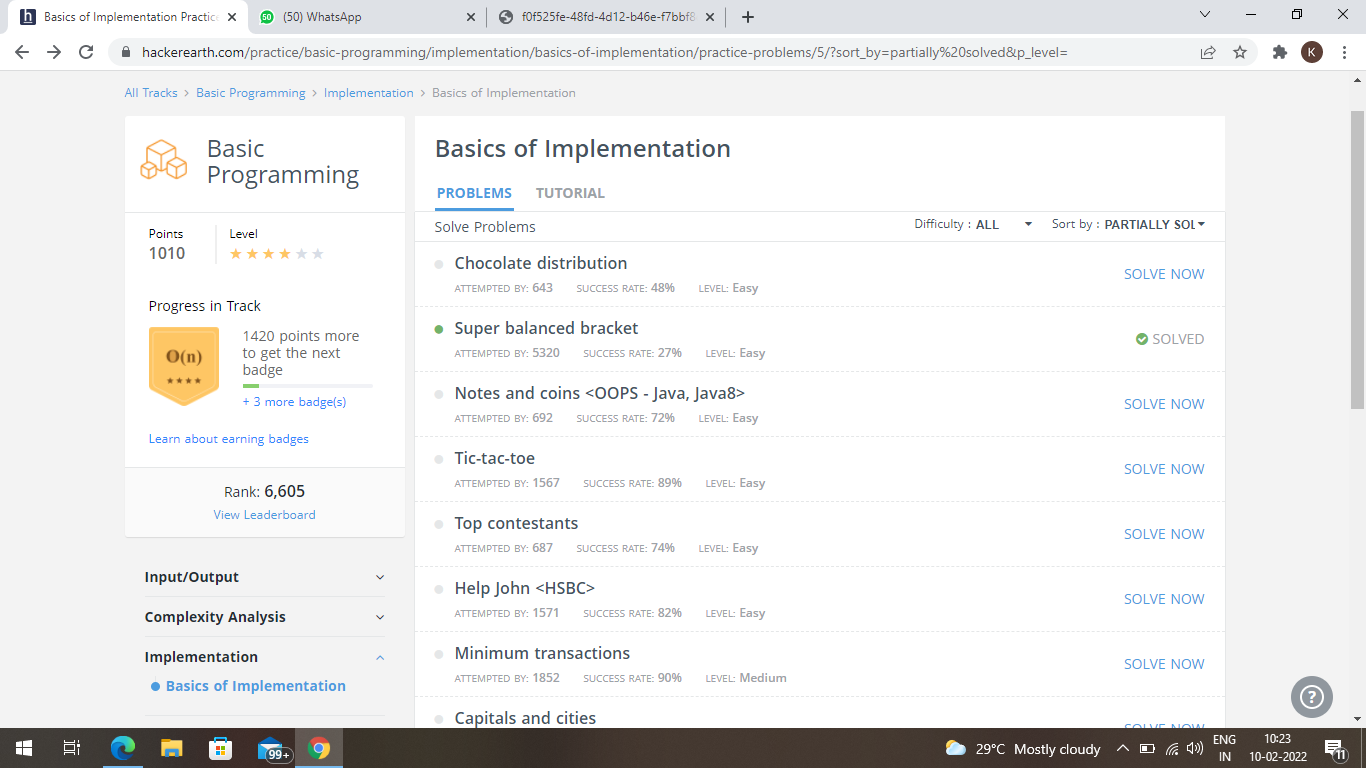 Basics of Implementation Practice
(50) WhatsApp
f0f525fe-48fd-4d12-b46e-f7bbf8
hackerearth.com/practice/basic-programming/implementation/basics-of-implementation/practice-problems/5/?sort_by=partially%20solved&p_level=
K
All Tracks > Basic Programming > Implementation > Basics of Implementation
Basic
Programming
Points
1010
Level
Progress in Track
O(n)
1420 points more
to get the next
badge
+ 3 more badge(s)
Learn about earning badges
Rank: 6,605
View Leaderboard
Input/Output
Complexity Analysis
Implementation
Basics of Implementation
Basics of Implementation
PROBLEMS TUTORIAL
Solve Problems
Difficulty : ALL
Sort by : PARTIALLY SOL
Chocolate distribution
ATTEMPTED BY: 643 SUCCESS RATE: 48% LEVEL: Easy
SOLVE NOW
Super balanced bracket
ATTEMPTED BY: 5320 SUCCESS RATE: 27% LEVEL: Easy
SOLVED
Notes and coins <OOPS - Java, Java8>
ATTEMPTED BY: 692 SUCCESS RATE: 72% LEVEL: Easy
SOLVE NOW
Tic-tac-toe
ATTEMPTED BY: 1567 SUCCESS RATE: 89% LEVEL: Easy
SOLVE NOW
Top contestants
ATTEMPTED BY: 687 SUCCESS RATE: 74% LEVEL: Easy
SOLVE NOW
Help John <HSBC>
ATTEMPTED BY: 1571 SUCCESS RATE: 82% LEVEL: Easy
SOLVE NOW
Minimum transactions
ATTEMPTED BY: 1852 SUCCESS RATE: 90% LEVEL: Medium
SOLVE NOW
Capitals and cities
SOLVE NOW
99+
29°C Mostly cloudy
ENG
IN
10:23
10-02-2022
11